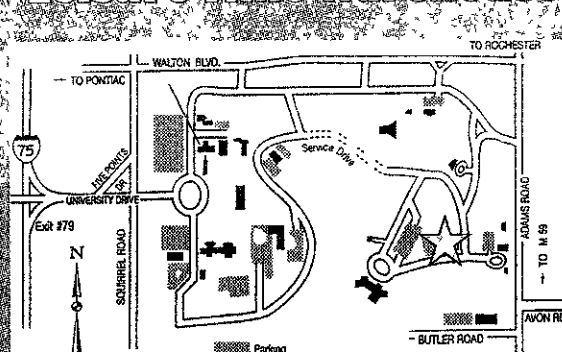 TO ROCHESTER
WALTON BLVD.
← TO PONTIAC
75
FIVE POINTS DR
Service Drive
UNIVERSITY DRIVE
Exit #79
N
SQUIRREL ROAD
ADAMS ROAD
← TO M 59
AVON
BUTLER ROAD
Parking